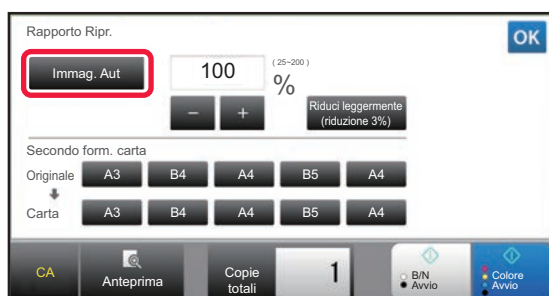 Rapporto Ripr.
OK
Immag. Aut
100
(25~200)
%
−
+
Riduci leggermente
(riduzione 3%)
Secondo form. carta
Originale
A3
B4
A4
B5
A4
Carta
A3
B4
A4
B5
A4
CA
Anteprima
Copie
totali
1
B/N
Avvio
Colore
Avvio